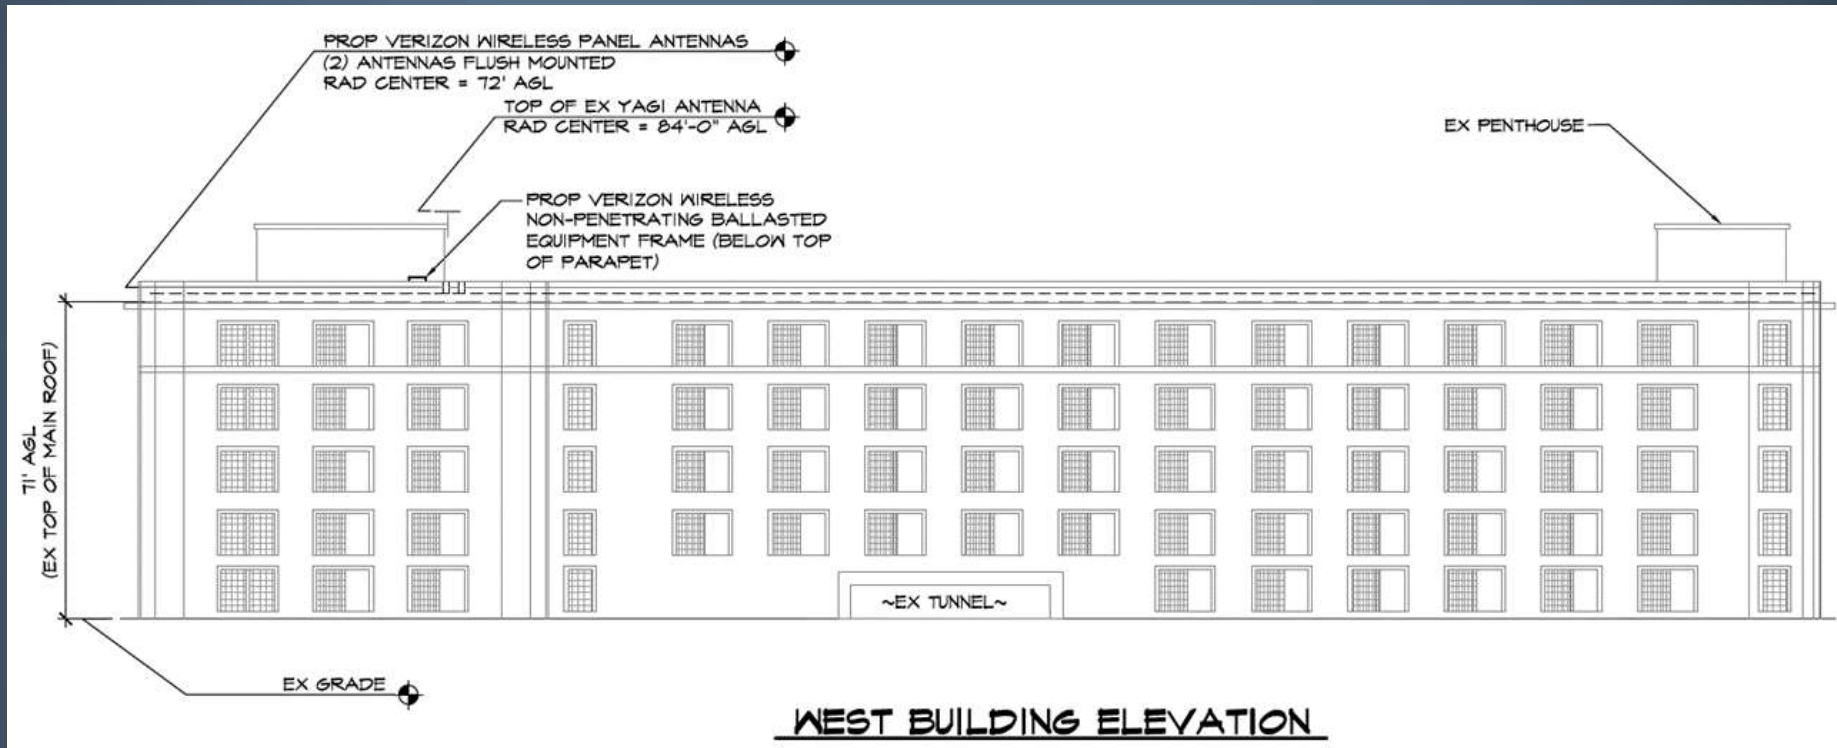 PROP VERIZON WIRELESS PANEL ANTENNAS
(2) ANTENNAS FLUSH MOUNTED
RAD CENTER = 72' AGL
TOP OF EX YAGI ANTENNA
RAD CENTER = 84'-0" AGL
EX PENTHOUSE
PROP VERIZON WIRELESS
NON-PENETRATING BALLASTED
EQUIPMENT FRAME (BELOW TOP
OF PARAPET)
71' AGL
(EX TOP OF MAIN ROOF)
~EX TUNNEL~
EX GRADE
WEST BUILDING ELEVATION